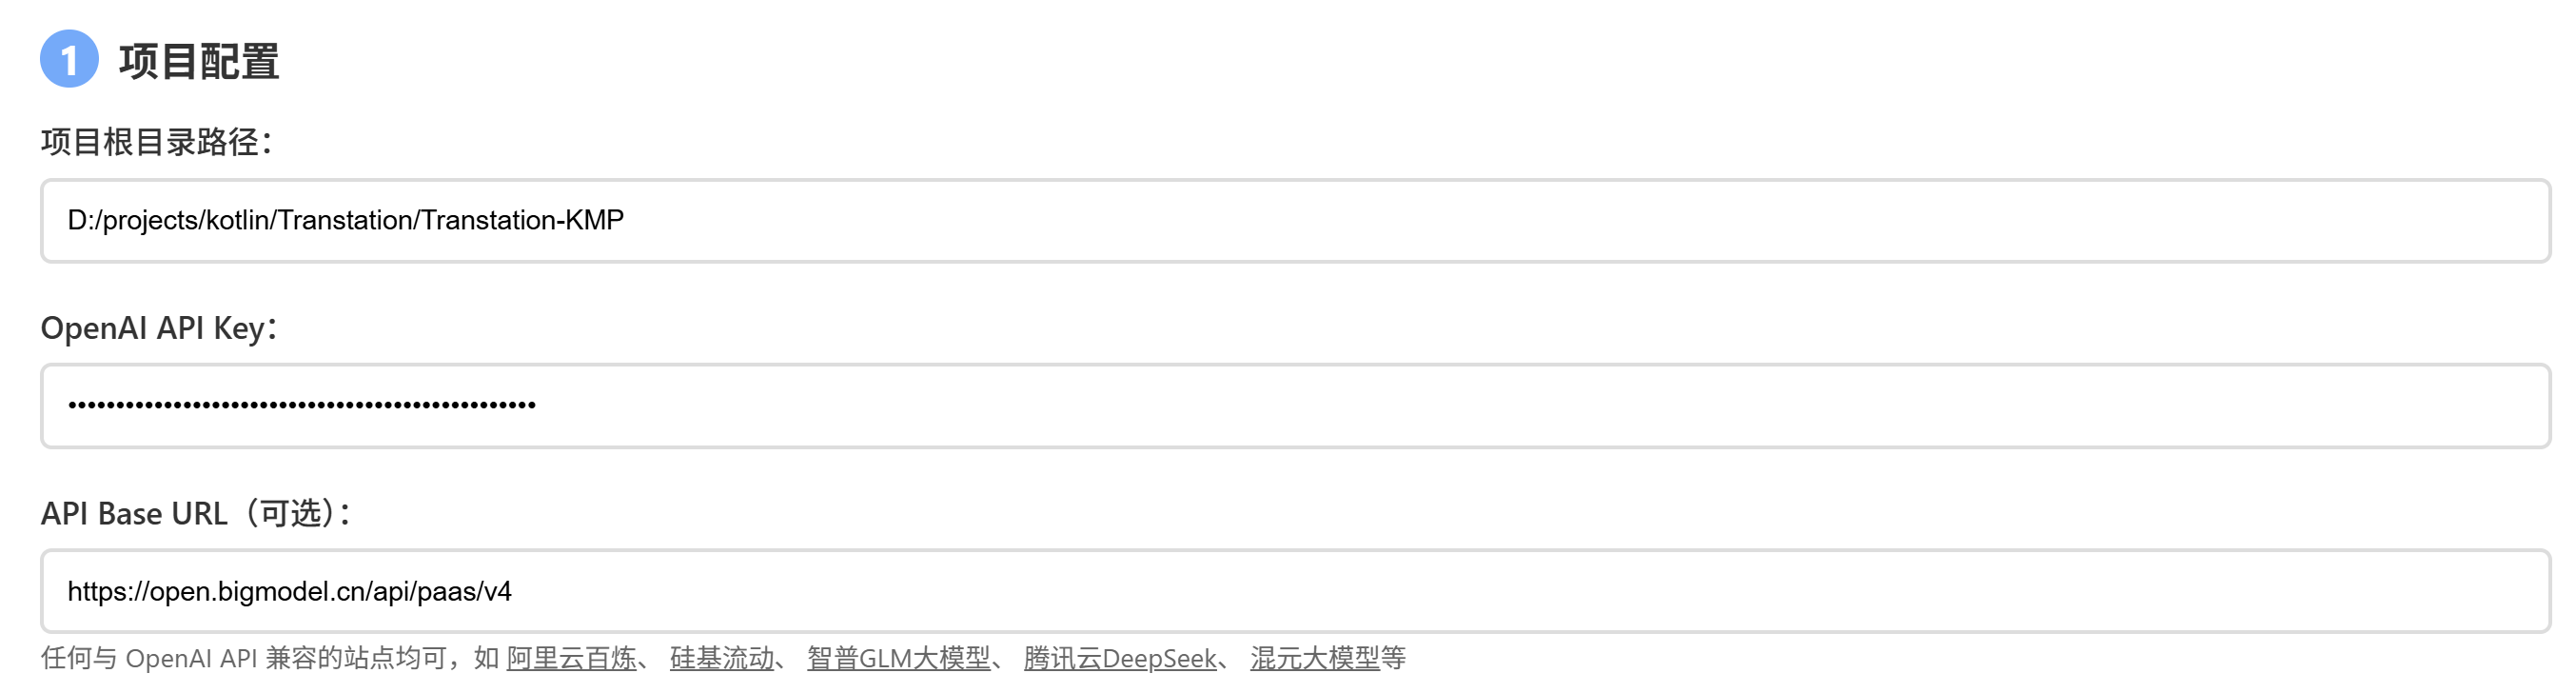 1 项目配置
项目根目录路径：
D:/projects/kotlin/Transtation/Transtation-KMP
OpenAI API Key：
•••••••••••••••••••••••••••••••••••••••••••••••••
API Base URL（可选）：
https://open.bigmodel.cn/api/paas/v4
任何与 OpenAI API 兼容的站点均可，如 阿里云百炼、 硅基流动、 智普GLM大模型、 腾讯云DeepSeek、 混元大模型等